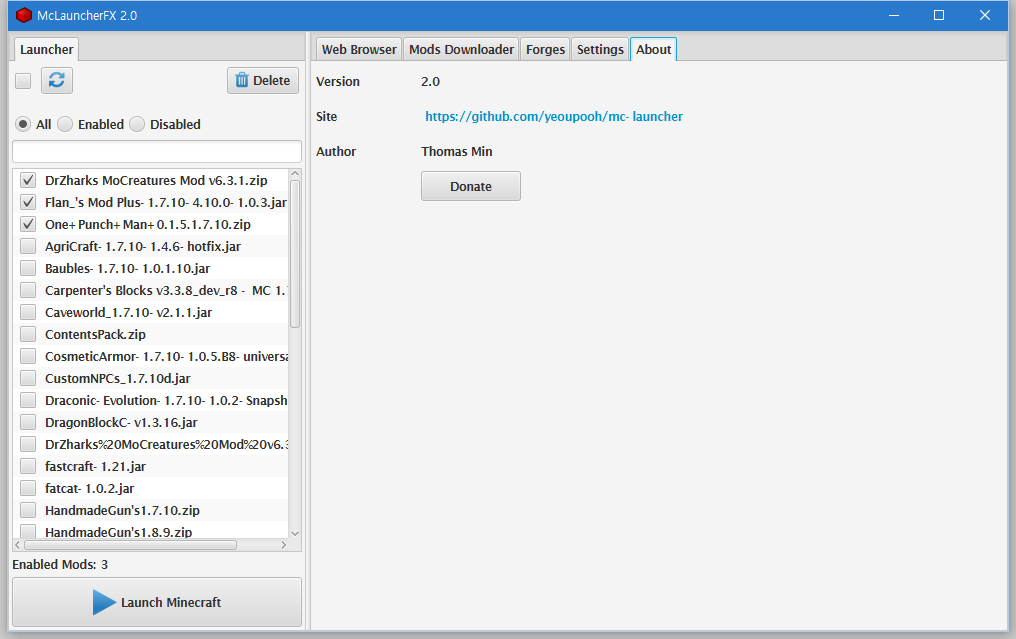 McLauncherFX 2.0
Launcher
Delete
All Enabled Disabled
DrZharks MoCreatures Mod v6.3.1.zip
Flan_'s Mod Plus- 1.7.10- 4.10.0- 1.0.3.jar
One+Punch+Man+0.1.5.1.7.10.zip
AgriCraft- 1.7.10- 1.4.6- hotfix.jar
Baubles- 1.7.10- 1.0.1.10.jar
Carpenter's Blocks v3.3.8_dev_r8 - MC 1.
Caveworld_1.7.10- v2.1.1.jar
ContentsPack.zip
CosmeticArmor- 1.7.10- 1.0.5.B8- universa
CustomNPCs_1.7.10d.jar
Draconic- Evolution- 1.7.10- 1.0.2- Snapsh
DragonBlockC- v1.3.16.jar
DrZharks%20MoCreatures%20Mod%20v6.3
fastcraft- 1.21.jar
fatcat- 1.0.2.jar
HandmadeGun's1.7.10.zip
HandmadeGun's1.8.9.zip
Enabled Mods: 3
Launch Minecraft
Web Browser Mods Downloader Forges Settings About
Version 2.0
Site https://github.com/yeoupooh/mc- launcher
Author Thomas Min
Donate